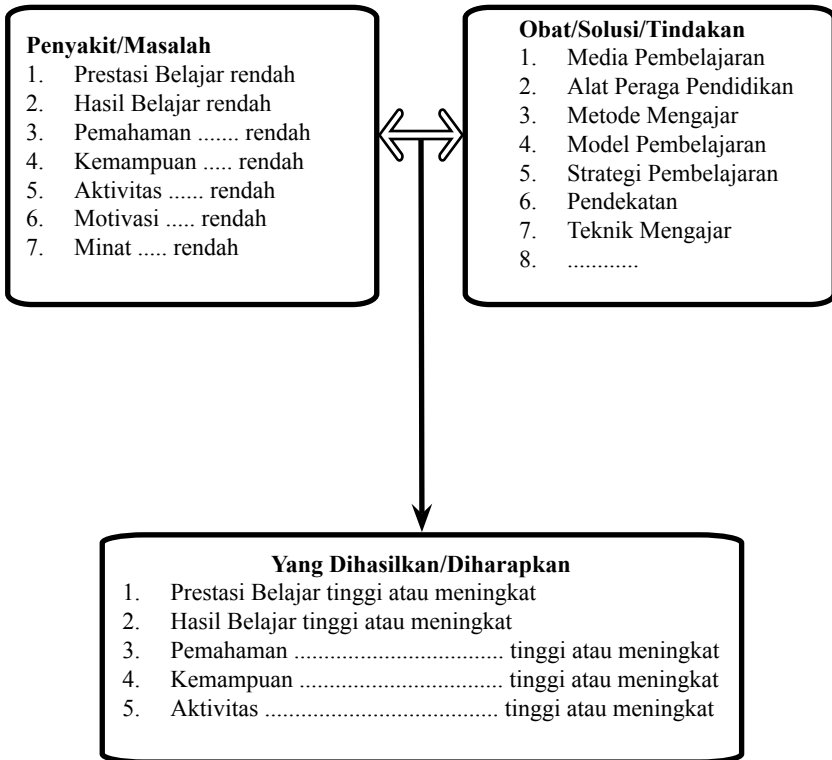 Penyakit/Masalah
1. Prestasi Belajar rendah
2. Hasil Belajar rendah
3. Pemahaman ....... rendah
4. Kemampuan ..... rendah
5. Aktivitas ...... rendah
6. Motivasi ..... rendah
7. Minat ..... rendah
Obat/Solusi/Tindakan
1. Media Pembelajaran
2. Alat Peraga Pendidikan
3. Metode Mengajar
4. Model Pembelajaran
5. Strategi Pembelajaran
6. Pendekatan
7. Teknik Mengajar
8. ............
Yang Dihasilkan/Diharapkan
1. Prestasi Belajar tinggi atau meningkat
2. Hasil Belajar tinggi atau meningkat
3. Pemahaman .................................. tinggi atau meningkat
4. Kemampuan ................................. tinggi atau meningkat
5. Aktivitas ...................................... tinggi atau meningkat